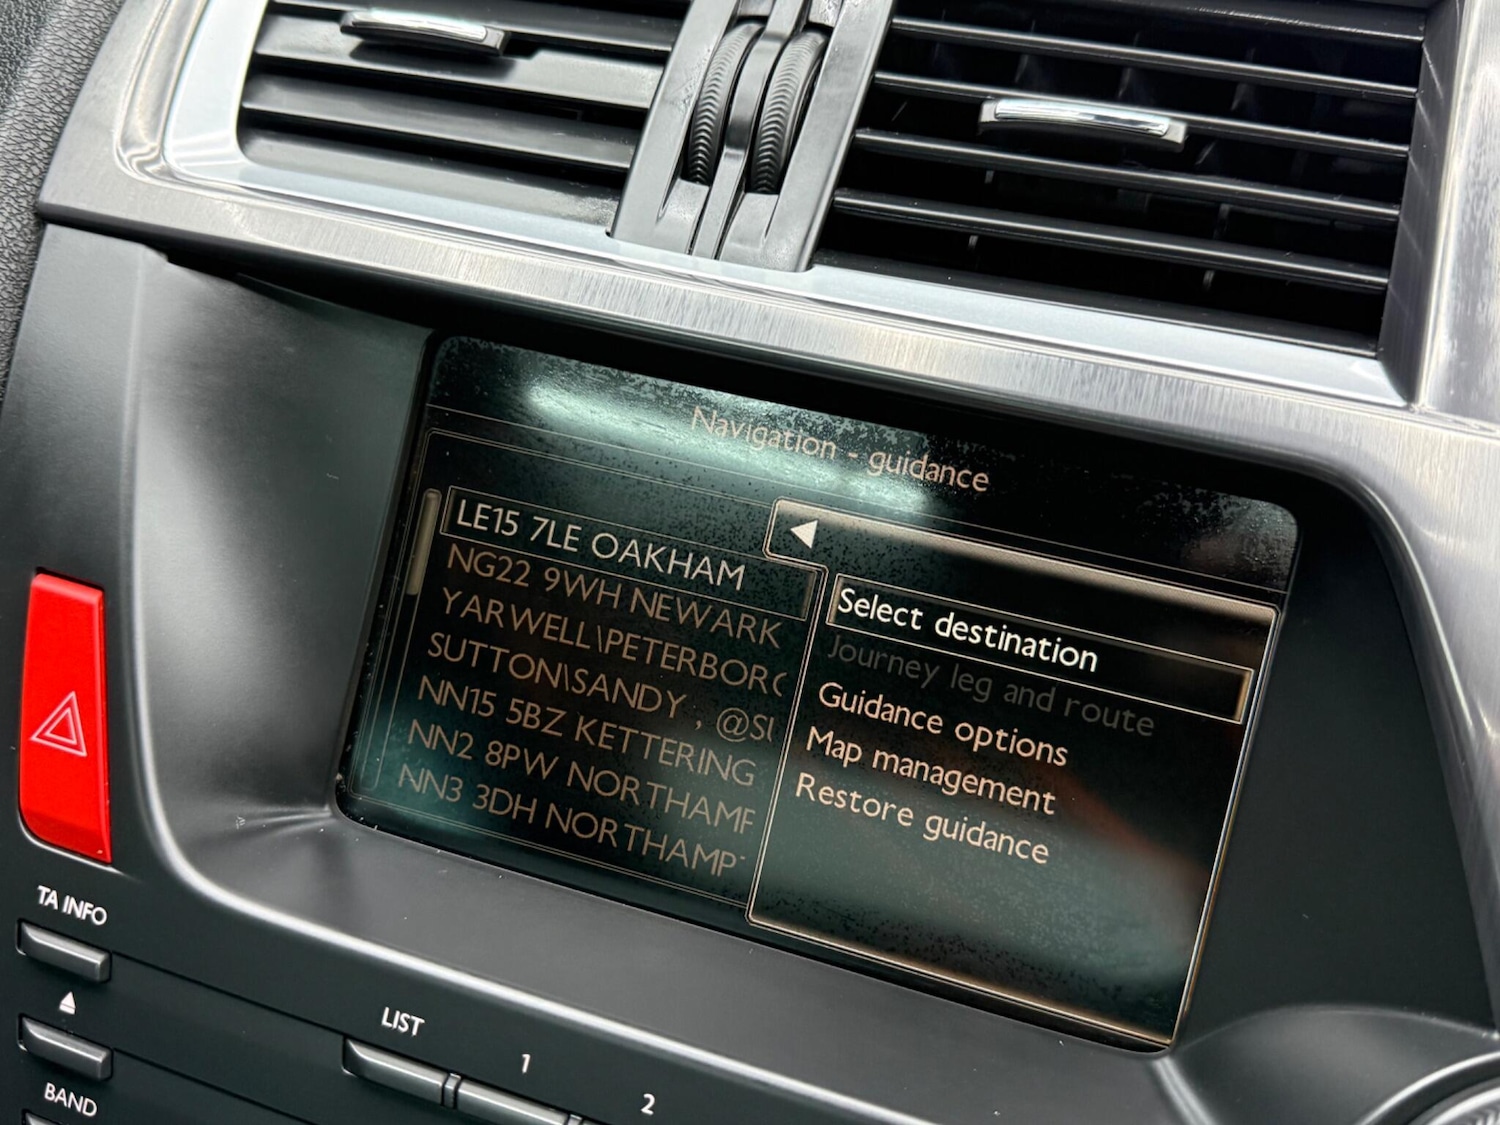 Navigation - guidance
LE15 7LE OAKHAM
NG22 9WH NEWARK
YARWELL\PETERBORO
SUTTON\SANDY , @SU
NN15 5BZ KETTERING
NN2 8PW NORTHAMP
NN3 3DH NORTHAMPT
Select destination
Journey leg and route
Guidance options
Map management
Restore guidance
TA INFO
LIST
1
2
BAND